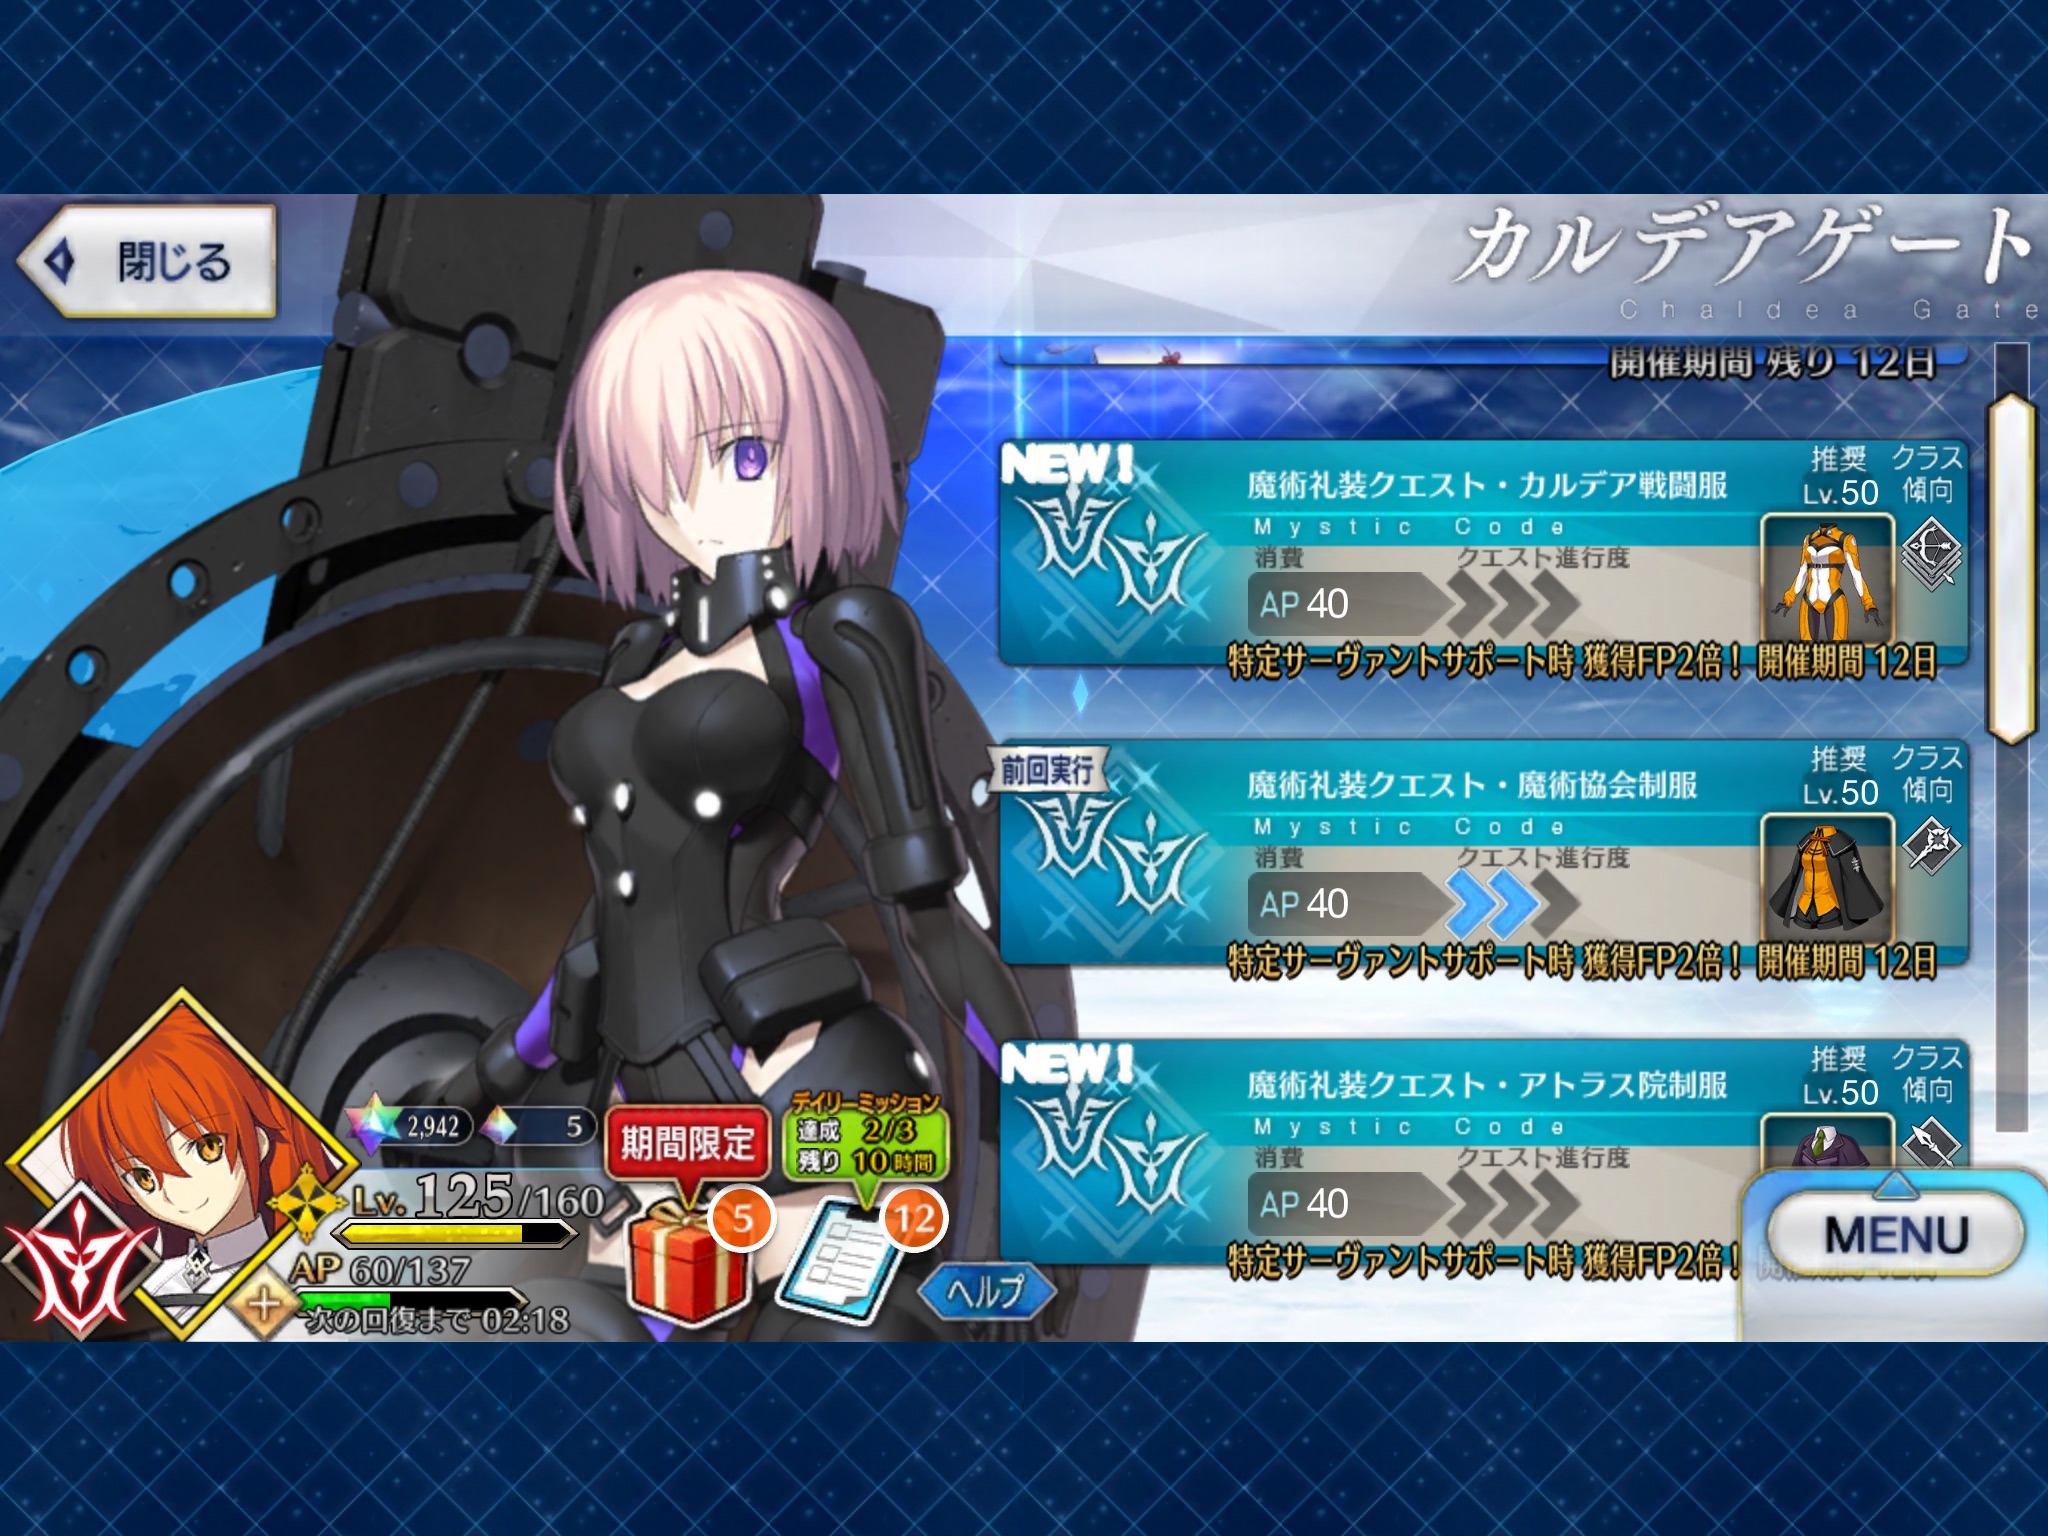 閉じる
カルデアゲート
Chaldea Gate
開催期間 残り 12日
NEW!
魔術礼装クエスト・カルデア戦闘服
Mystic Code
推奨
Lv.50
クラス
傾向
消費
クエスト進行度
AP 40
特定サーヴァントサポート時 獲得FP2倍! 開催期間 12日
前回実行
魔術礼装クエスト・魔術協会制服
Mystic Code
推奨
Lv.50
クラス
傾向
消費
クエスト進行度
AP 40
特定サーヴァントサポート時 獲得FP2倍! 開催期間 12日
NEW!
魔術礼装クエスト・アトラス院制服
Mystic Code
推奨
Lv.50
クラス
傾向
消費
クエスト進行度
AP 40
特定サーヴァントサポート時 獲得FP2倍! 開催期間 12日
2,942
5
期間限定
5
デイリーミッション
達成 2/3
残り 10時間
12
Lv. 125/160
AP 60/137
次の回復まで 02:18
ヘルプ
MENU